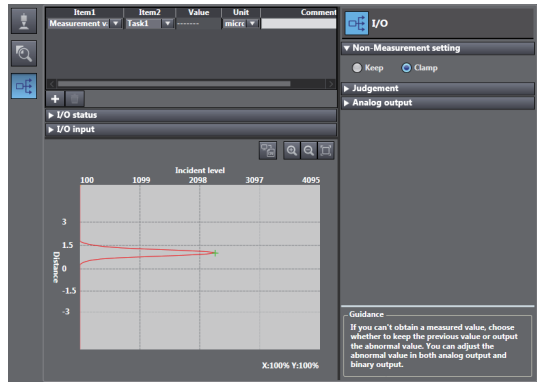 Item1 Item2 Value Unit Comment
Measurement v. Task1 ------- micro
I/O status
I/O input
Incident level
100 1099 2098 3097 4095
3
1.5
0
-1.5
-3
Distance
X:100% Y:100%
I/O
Non-Measurement setting
Keep Clamp
Judgement
Analog output
Guidance
If you can't obtain a measured value, choose
whether to keep the previous value or output
the abnormal value. You can adjust the
abnormal value in both analog output and
binary output.